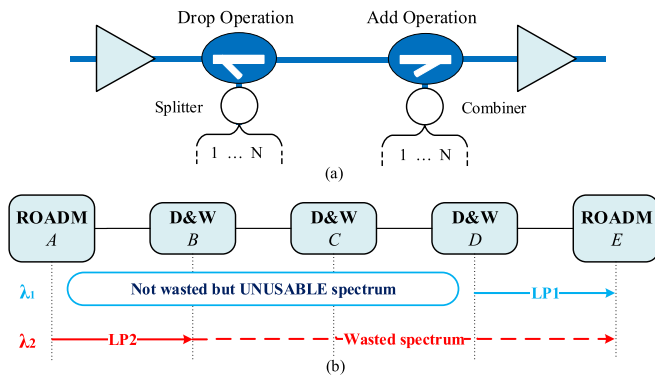 Drop Operation Add Operation
Splitter Combiner
1 ... N 1 ... N
(a)
ROADM D&W D&W D&W ROADM
A B C D E
λ1 Not wasted but UNUSABLE spectrum LP1
λ2 LP2 Wasted spectrum
(b)